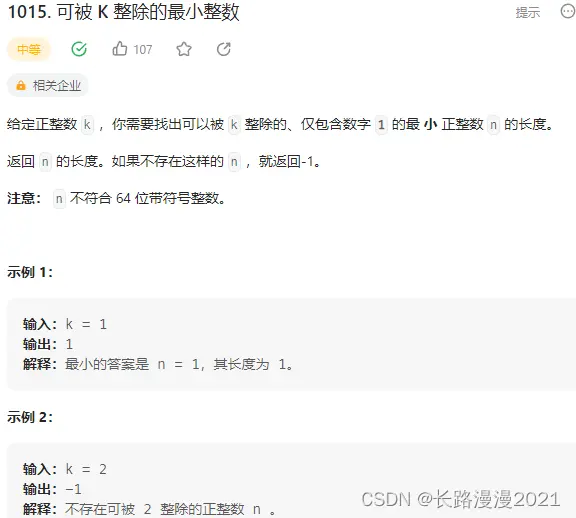 1015. 可被 K 整除的最小整数
提示
中等
107
相关企业
给定正整数 k ，你需要找出可以被 k 整除的、仅包含数字 1 的最 小 正整数 n 的长度。
返回 n 的长度。如果不存在这样的 n ，就返回-1。
注意： n 不符合 64 位带符号整数。
示例 1：
输入：k = 1
输出：1
解释：最小的答案是 n = 1，其长度为 1。
示例 2：
输入：k = 2
输出：-1
解释：不存在可被 2 整除的正整数 n 。
CSDN @长路漫漫2021